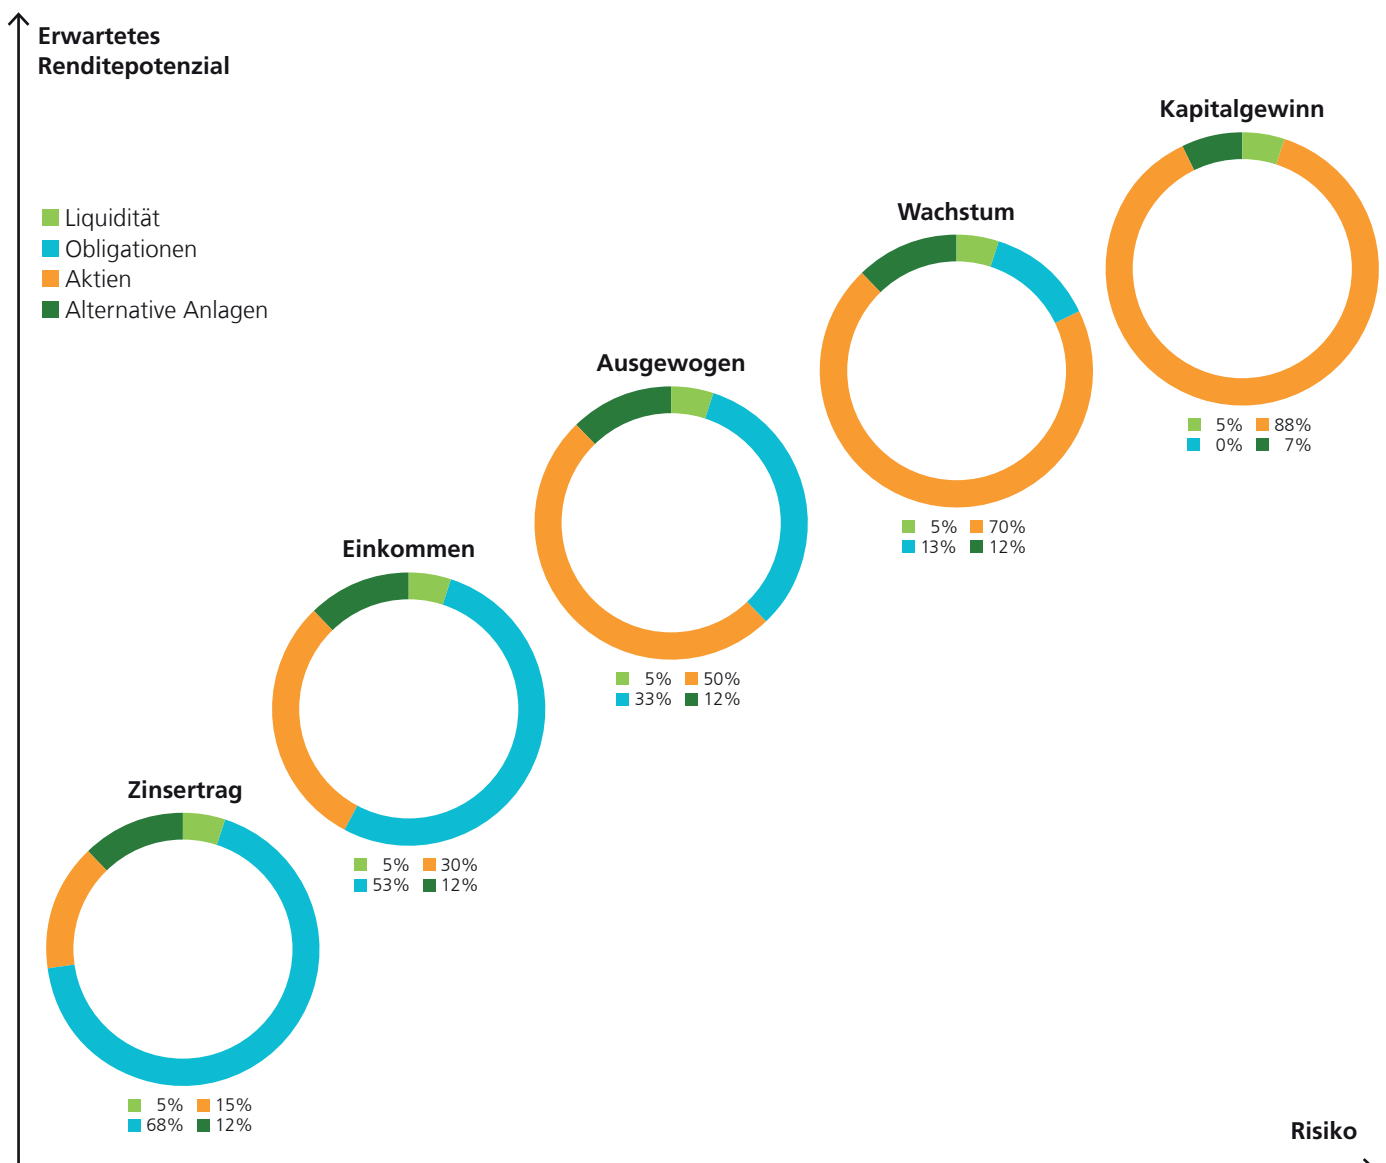 Erwartetes
Renditepotenzial
Liquidität
Obligationen
Aktien
Alternative Anlagen
Kapitalgewinn
5% 88%
0% 7%
Wachstum
5% 70%
13% 12%
Ausgewogen
5% 50%
33% 12%
Einkommen
5% 30%
53% 12%
Zinsertrag
5% 15%
68% 12%
Risiko